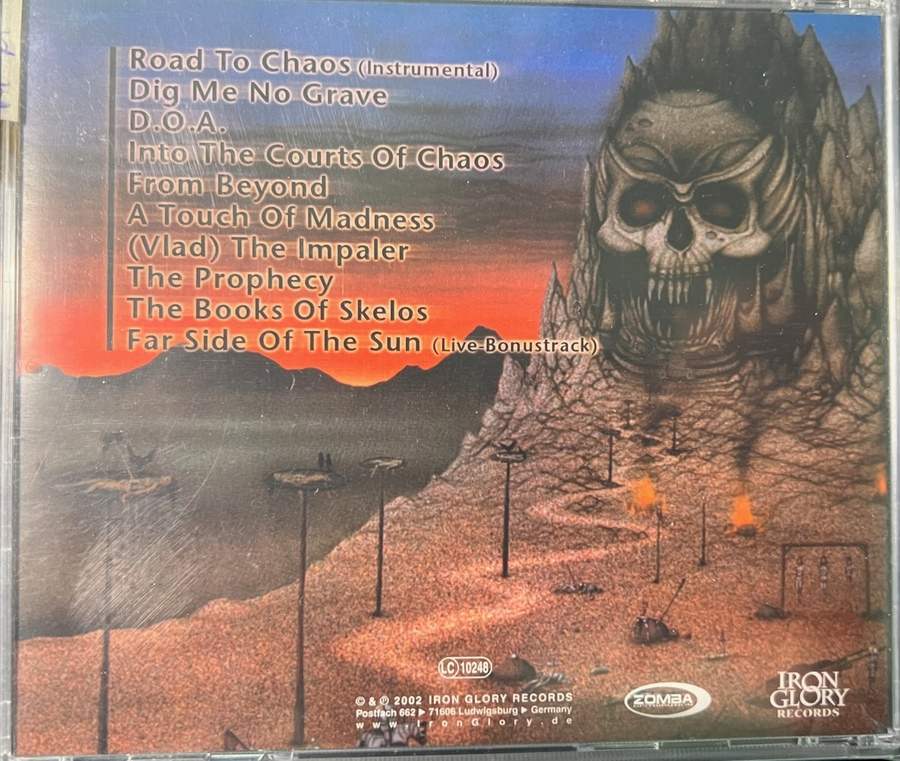 Road To Chaos (Instrumental)
Dig Me No Grave
D.O.A.
Into The Courts Of Chaos
From Beyond
A Touch Of Madness
(Vlad) The Impaler
The Prophecy
The Books Of Skelos
Far Side Of The Sun (Live-Bonustrack)
LC 10248
© & ℗ 2002 IRON GLORY RECORDS
Postfach 662 ▶ 71606 Ludwigsburg ▶ Germany
www.IronGlory.de
ZOMBA
IRON
GLORY
RECORDS